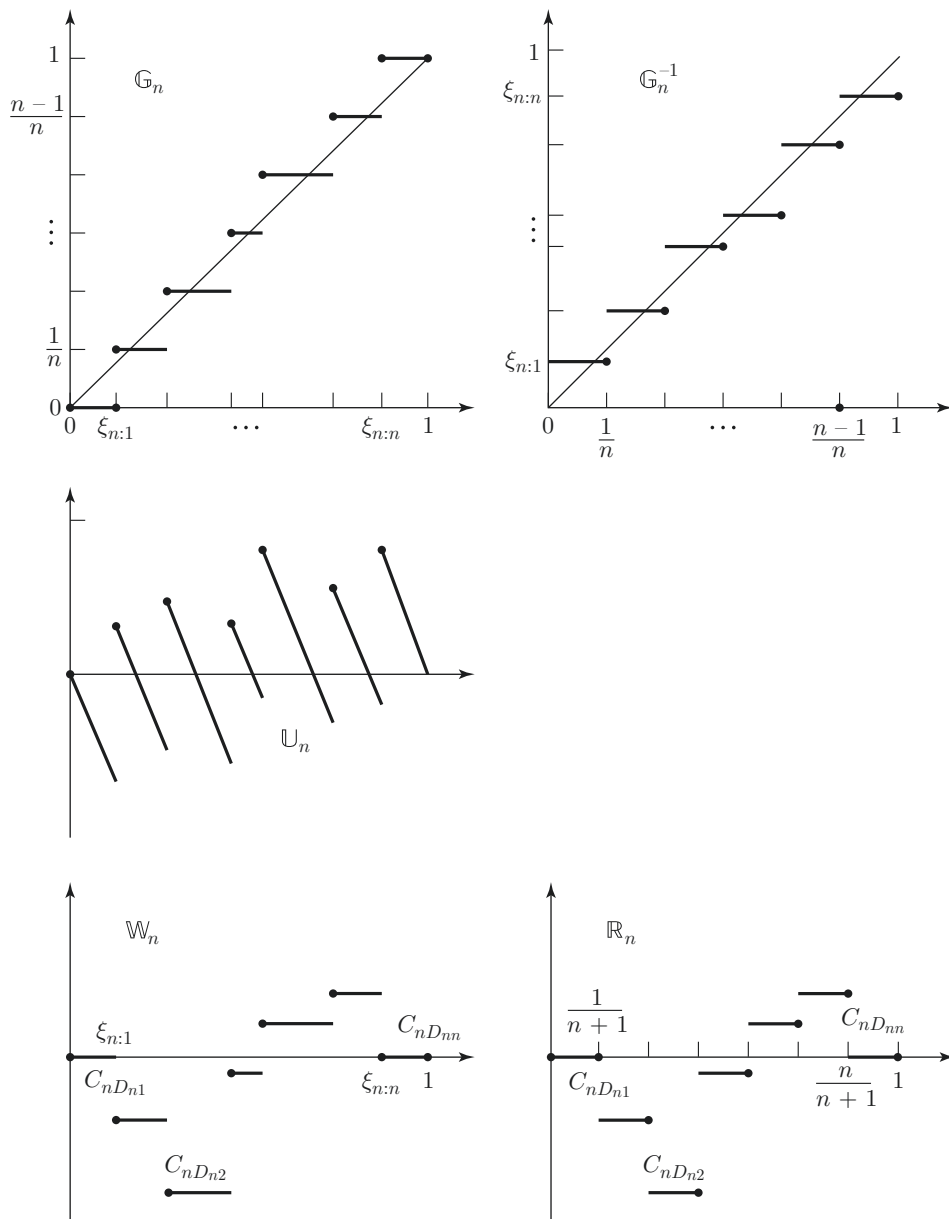 1
𝔾ₙ
(n – 1)/n
⋮
1/n
0
0 ξₙ:₁ ⋯ ξₙ:ₙ 1
1
𝔾ₙ⁻¹
ξₙ:ₙ
⋮
ξₙ:₁
0 1/n ⋯ (n – 1)/n 1
𝕌ₙ
𝕎ₙ
ξₙ:₁
C_{nD_{nn}}
C_{nD_{n1}}
ξₙ:ₙ 1
C_{nD_{n2}}
ℝₙ
1/(n + 1)
C_{nD_{nn}}
C_{nD_{n1}}
n/(n + 1) 1
C_{nD_{n2}}